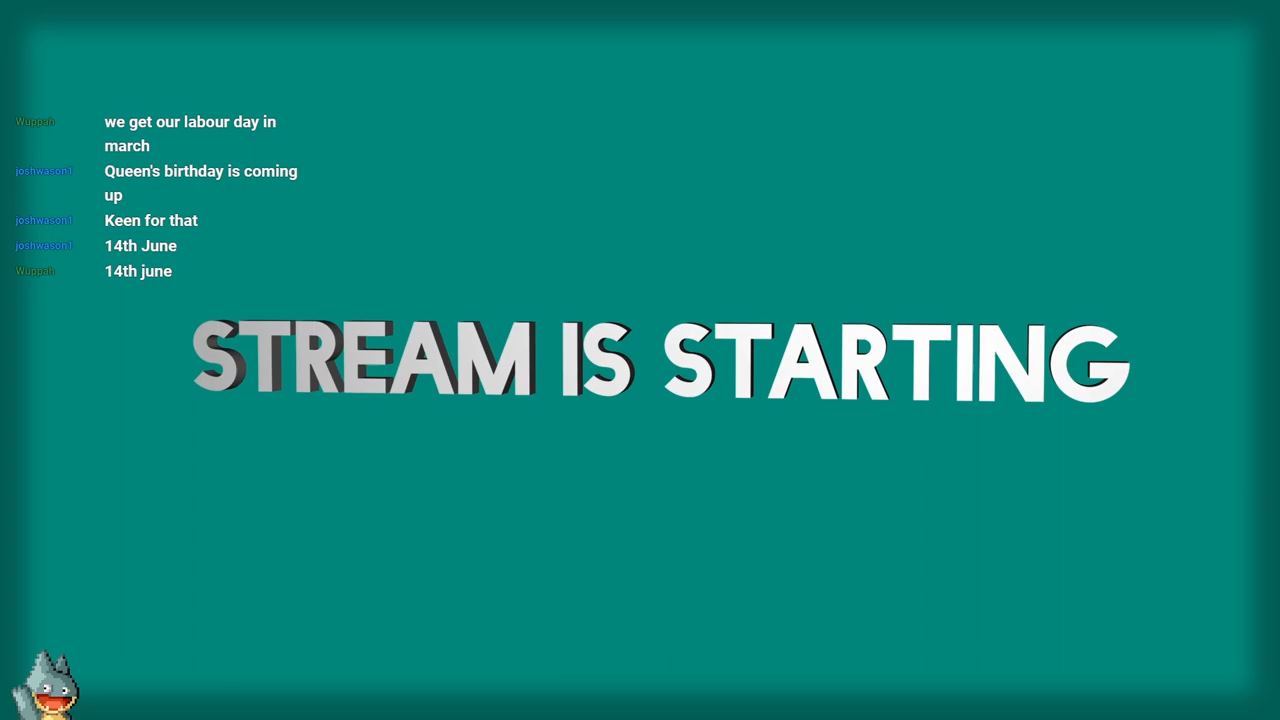 Wuppah we get our labour day in
march
joshwason1 Queen's birthday is coming
up
joshwason1 Keen for that
joshwason1 14th June
Wuppah 14th june
STREAM IS STARTING